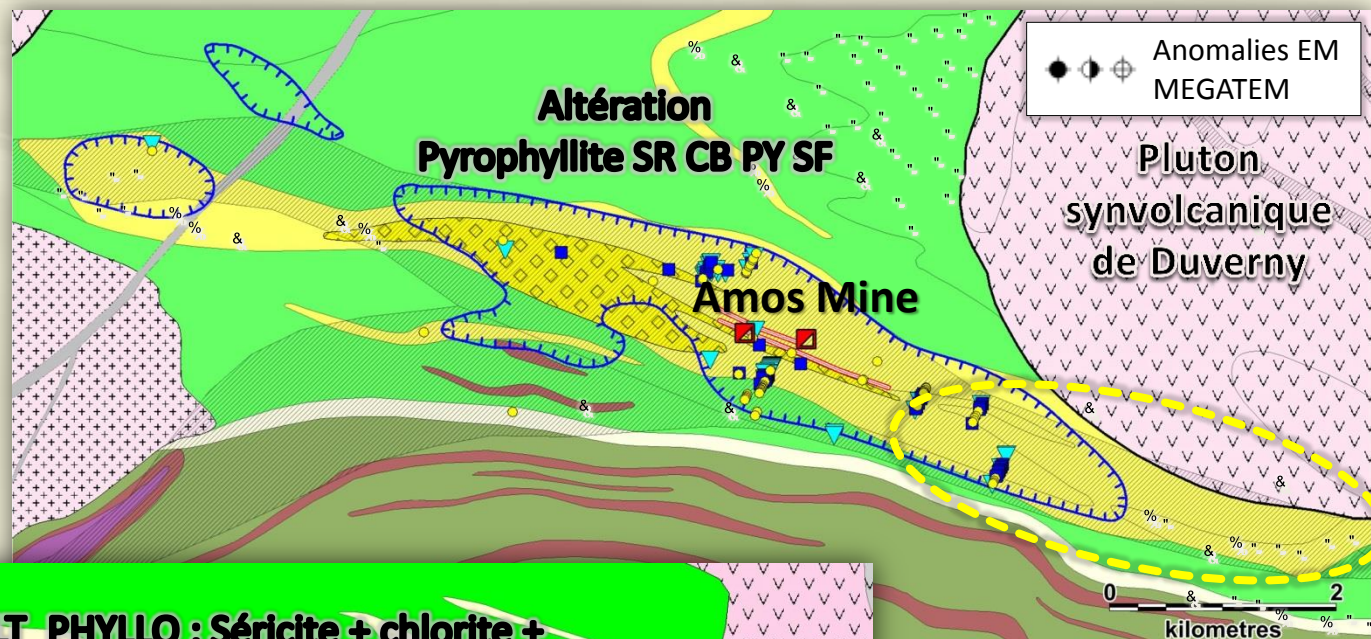 Anomalies EM
MEGATEM
Altération
Pyrophyllite SR CB PY SF
Pluton
synvolcanique
de Duverny
Amos Mine
0 2
kilometres
T_PHYLLO : Séricite + chlorite +